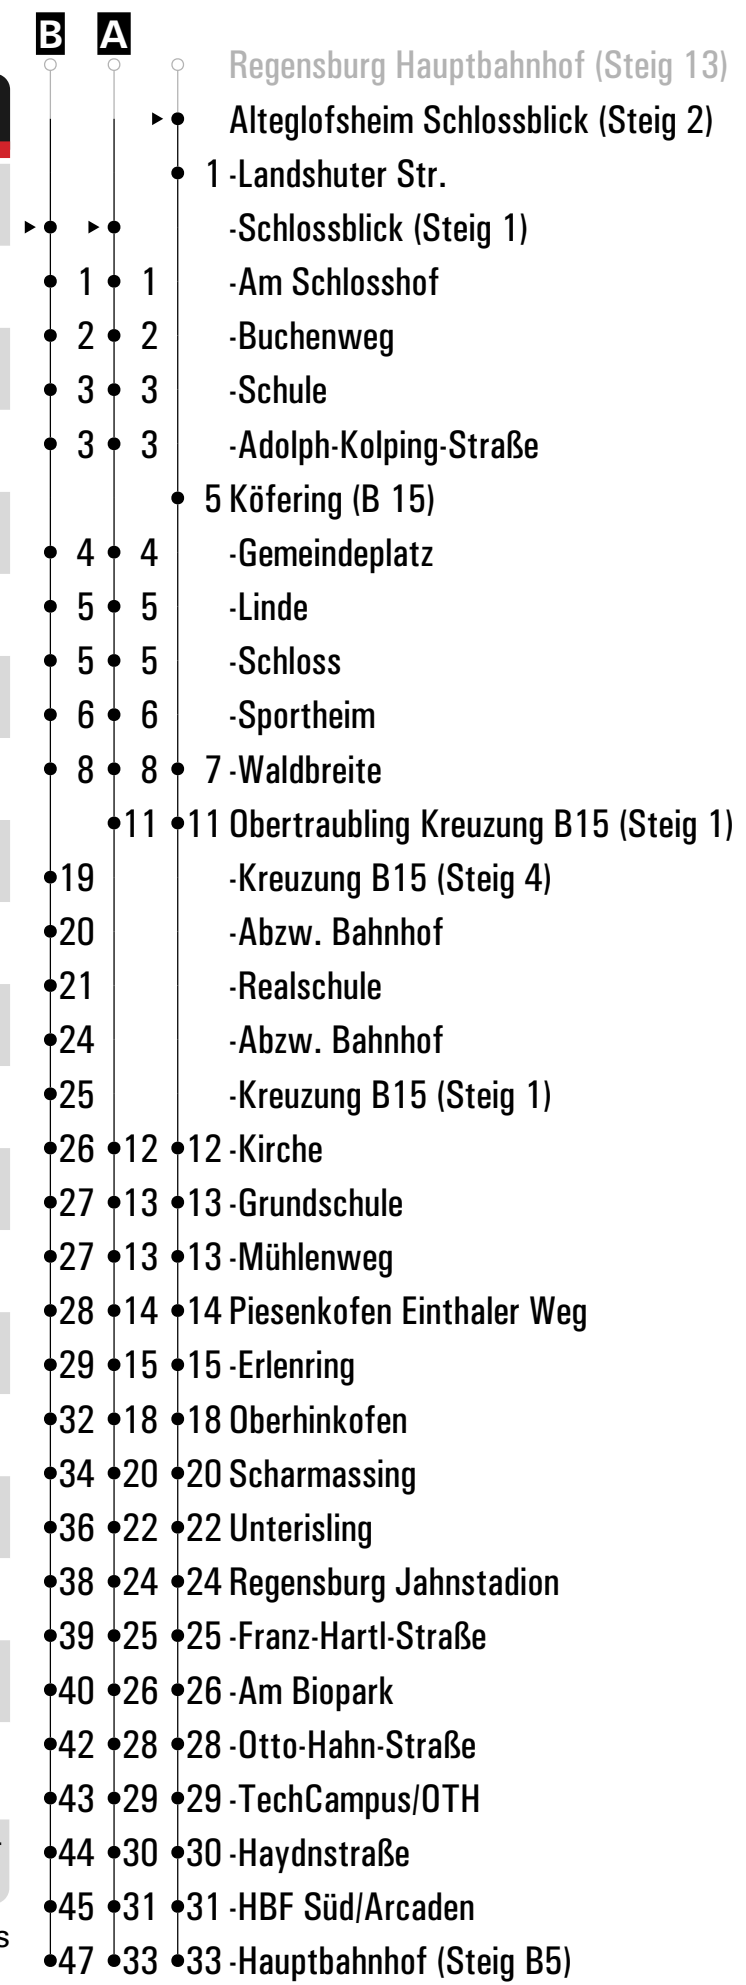 B A
Regensburg Hauptbahnhof (Steig 13)
Alteglofsheim Schlossblick (Steig 2)
1 -Landshuter Str.
-Schlossblick (Steig 1)
1 1 -Am Schlosshof
2 2 -Buchenweg
3 3 -Schule
3 3 -Adolph-Kolping-Straße
5 Köfering (B 15)
4 4 -Gemeindeplatz
5 5 -Linde
5 5 -Schloss
6 6 -Sportheim
8 8 7 -Waldbreite
11 11 Obertraubling Kreuzung B15 (Steig 1)
19 -Kreuzung B15 (Steig 4)
20 -Abzw. Bahnhof
21 -Realschule
24 -Abzw. Bahnhof
25 -Kreuzung B15 (Steig 1)
26 12 12 -Kirche
27 13 13 -Grundschule
27 13 13 -Mühlenweg
28 14 14 Piesenkofen Einthaler Weg
29 15 15 -Erlenring
32 18 18 Oberhinkofen
34 20 20 Scharmassing
36 22 22 Unterisling
38 24 24 Regensburg Jahnstadion
39 25 25 -Franz-Hartl-Straße
40 26 26 -Am Biopark
42 28 28 -Otto-Hahn-Straße
43 29 29 -TechCampus/OTH
44 30 30 -Haydnstraße
45 31 31 -HBF Süd/Arcaden
s
47 33 33 -Hauptbahnhof (Steig B5)